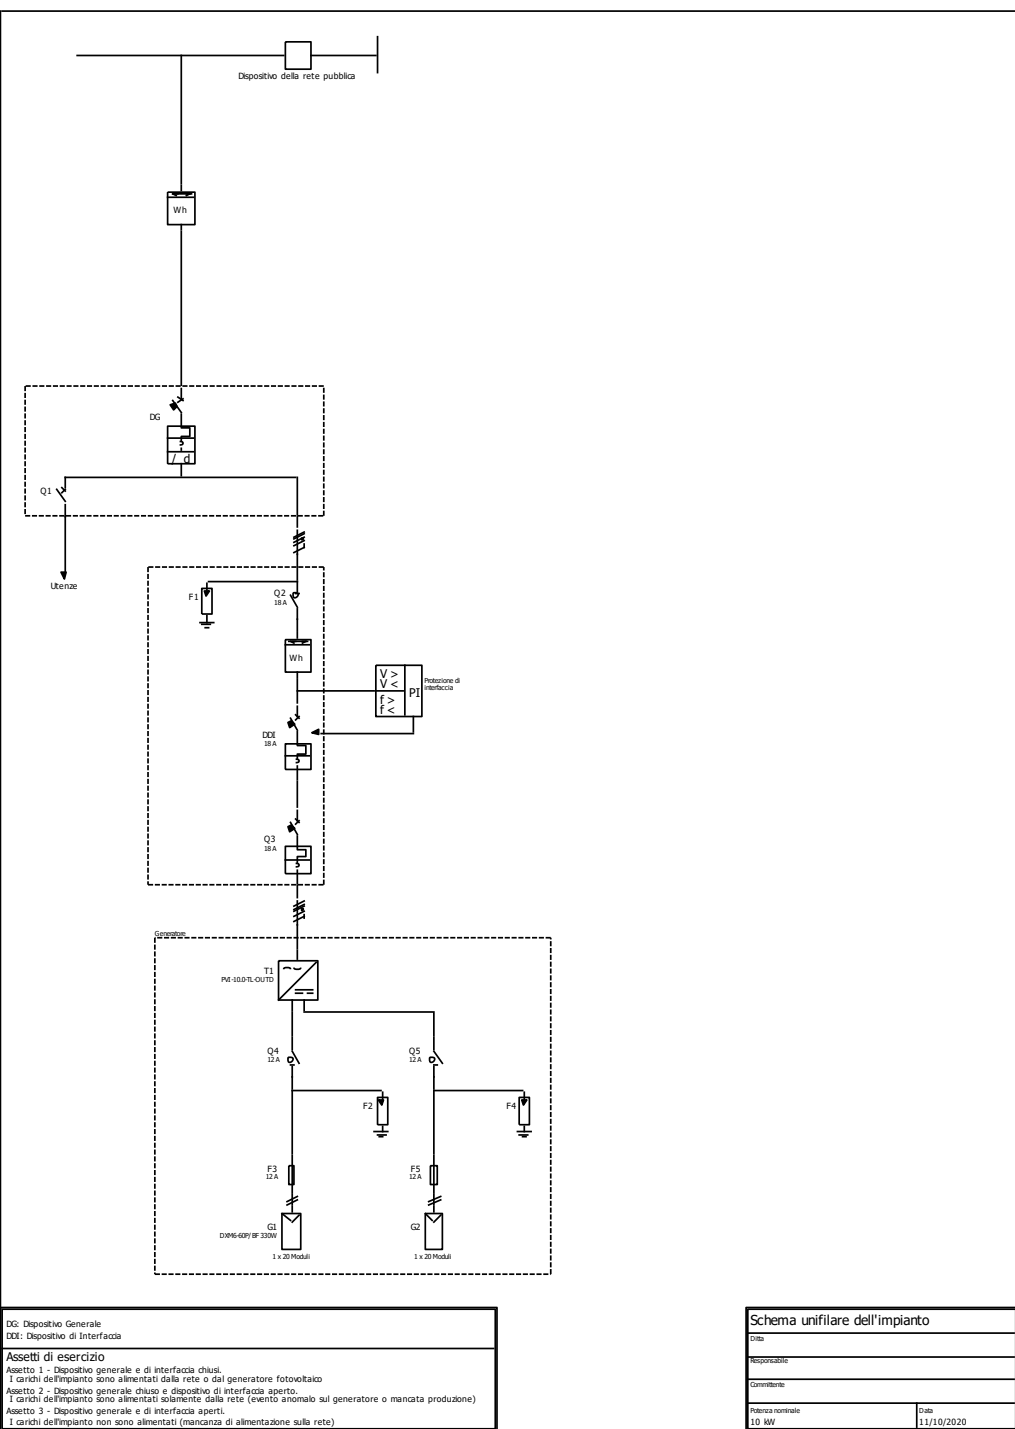 Dispositivo della rete pubblica
Wh
DG
/ d
Q1
Utenze
F1
Q2
18 A
Wh
V >
V <
f >
f <
PI
Protezione di
interfaccia
DDI
18 A
Q3
18 A
Generatore
T1
PVI-10.0-TL-OUTD
Q4
12 A
Q5
12 A
F2
F4
F3
12 A
F5
12 A
G1
DXM6-60P/BF 330W
1 x 20 Moduli
G2
1 x 20 Moduli
DG: Dispositivo Generale
DDI: Dispositivo di Interfaccia
Assetti di esercizio
Assetto 1 - Dispositivo generale e di interfaccia chiusi.
I carichi dell'impianto sono alimentati dalla rete o dal generatore fotovoltaico
Assetto 2 - Dispositivo generale chiuso e dispositivo di interfaccia aperto.
I carichi dell'impianto sono alimentati solamente dalla rete (evento anomalo sul generatore o mancata produzione)
Assetto 3 - Dispositivo generale e di interfaccia aperti.
I carichi dell'impianto non sono alimentati (mancanza di alimentazione sulla rete)
Schema unifilare dell'impianto
Ditta
Responsabile
Committente
Potenza nominale
10 kW
Data
11/10/2020